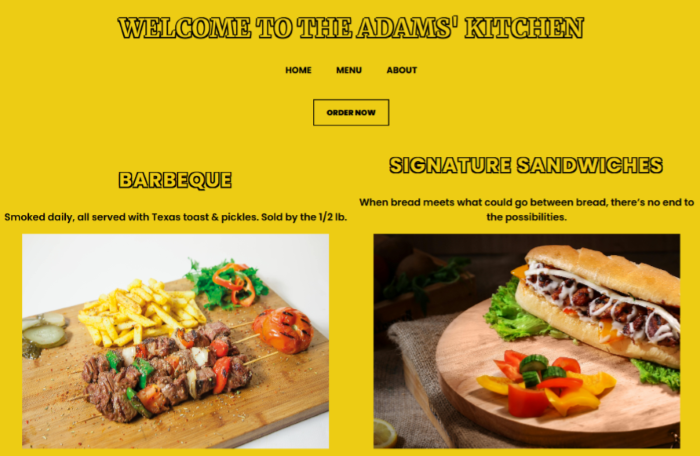 WELCOME TO THE ADAMS' KITCHEN
HOME MENU ABOUT
ORDER NOW
BARBEQUE
Smoked daily, all served with Texas toast & pickles. Sold by the 1/2 lb.
SIGNATURE SANDWICHES
When bread meets what could go between bread, there's no end to
the possibilities.